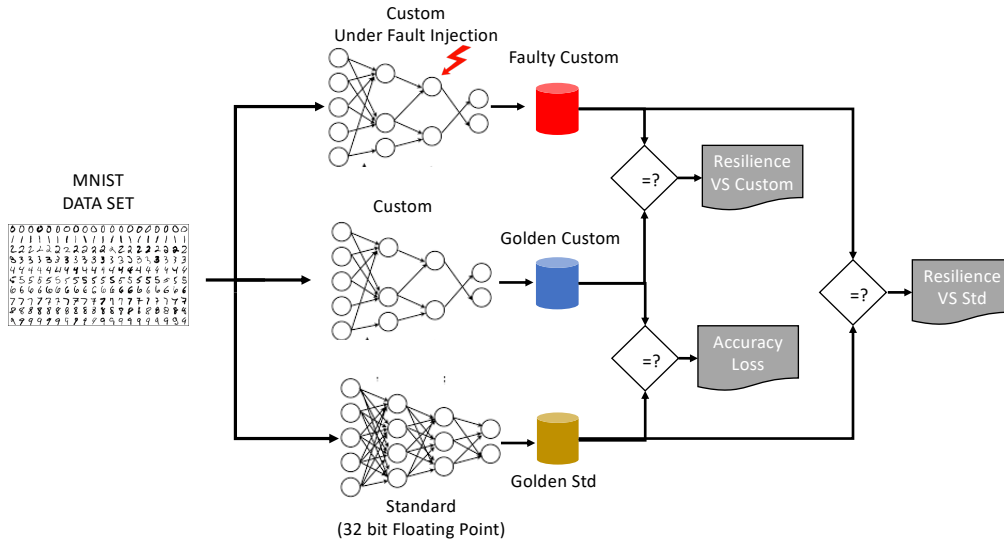 Custom
Under Fault Injection
Faulty Custom
=?
Resilience
VS Custom
MNIST
DATA SET
Custom
Golden Custom
=?
Resilience
VS Std
=?
Accuracy
Loss
Golden Std
Standard
(32 bit Floating Point)